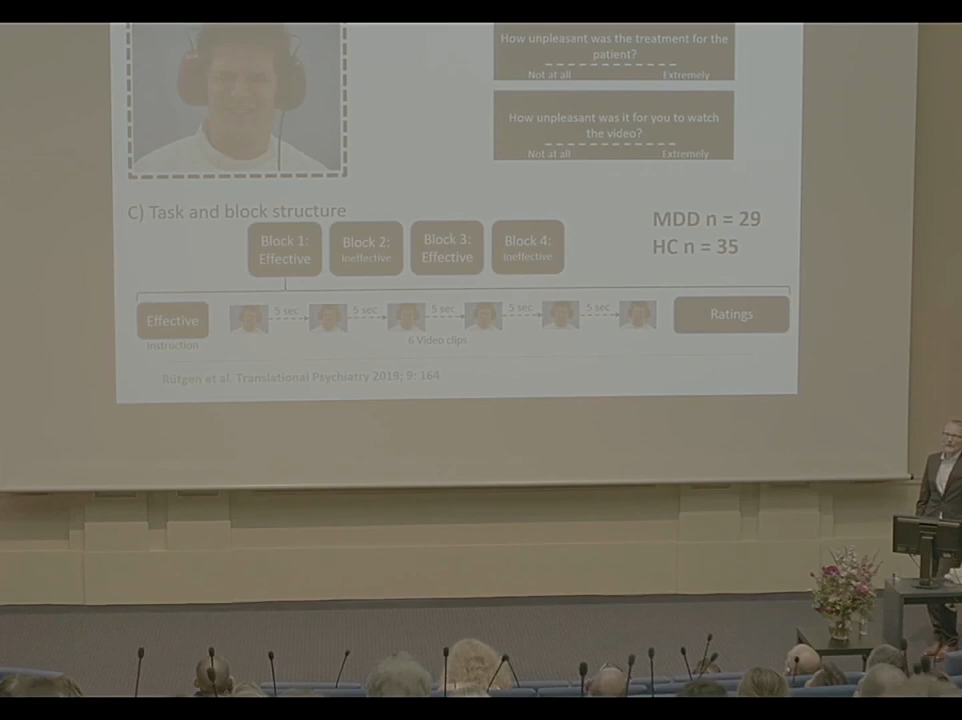 How unpleasant was the treatment for the
patient?
Not at all
Extremely
How unpleasant was it for you to watch
the video?
Not at all
Extremely
C) Task and block structure
MDD n = 29
HC n = 35
Block 1:
Effective
Block 2:
Ineffective
Block 3:
Effective
Block 4:
Ineffective
Effective
Instruction
5 sec
5 sec
5 sec
5 sec
5 sec
Ratings
6 Video clips
Rütgen et al. Translational Psychiatry 2019; 9: 164